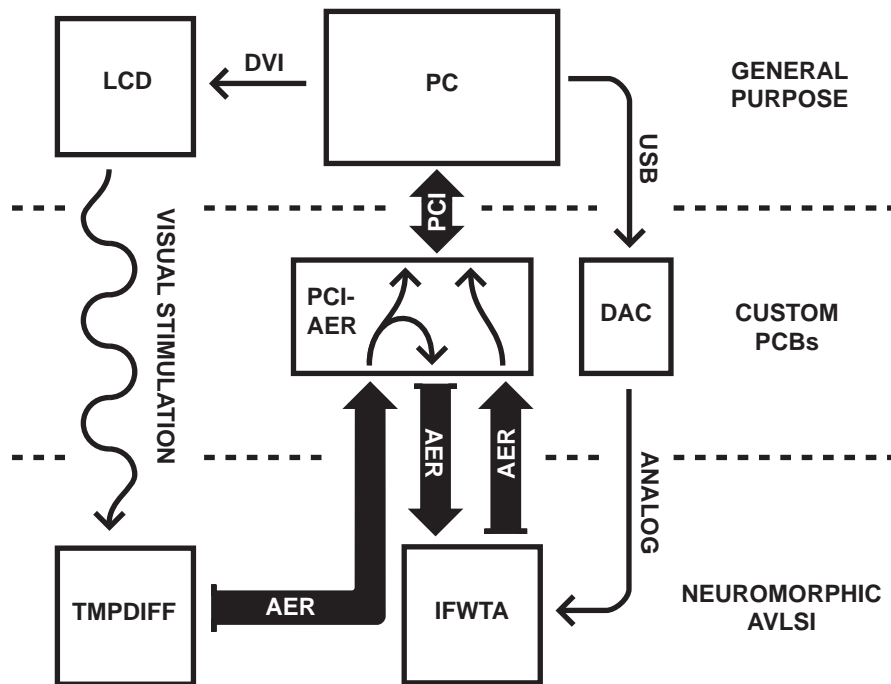 LCD
DVI
PC
GENERAL
PURPOSE
USB
PCI
VISUAL STIMULATION
PCI-
AER
DAC
CUSTOM
PCBs
AER
AER
ANALOG
TMPDIFF
AER
IFWTA
NEUROMORPHIC
AVLSI